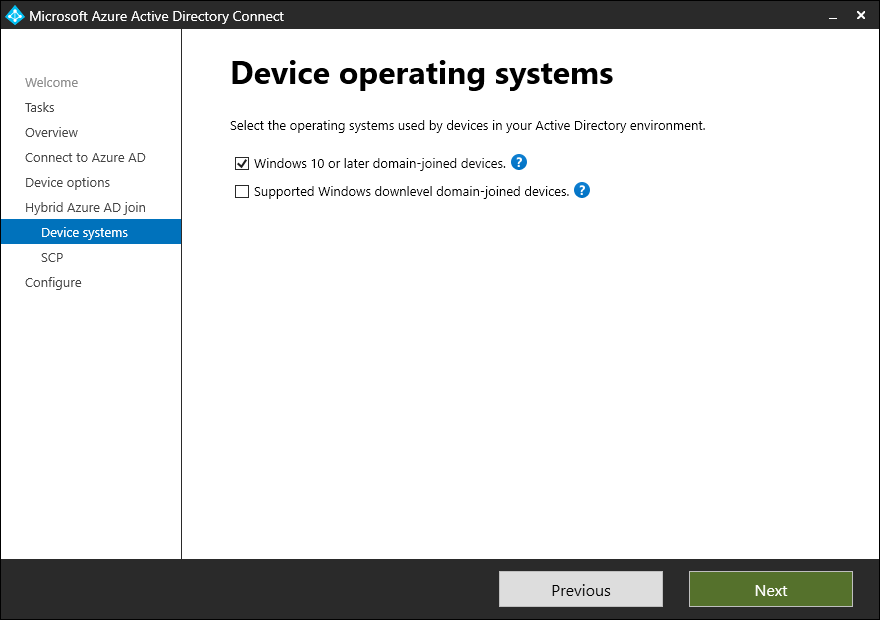 Microsoft Azure Active Directory Connect
Welcome
Tasks
Overview
Connect to Azure AD
Device options
Hybrid Azure AD join
Device systems
SCP
Configure
Device operating systems
Select the operating systems used by devices in your Active Directory environment.
Windows 10 or later domain-joined devices. ?
Supported Windows downlevel domain-joined devices. ?
Previous
Next